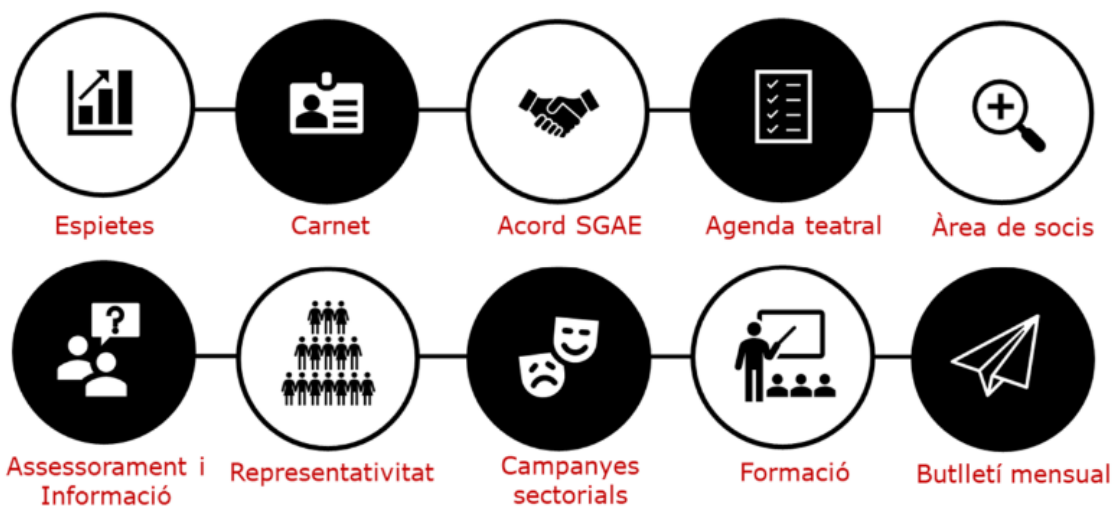 Espietes
Carnet
Acord SGAE
Agenda teatral
Àrea de socis
?
Assessorament i
Informació
Representativitat
Campanyes
sectorials
Formació
Butlletí mensual